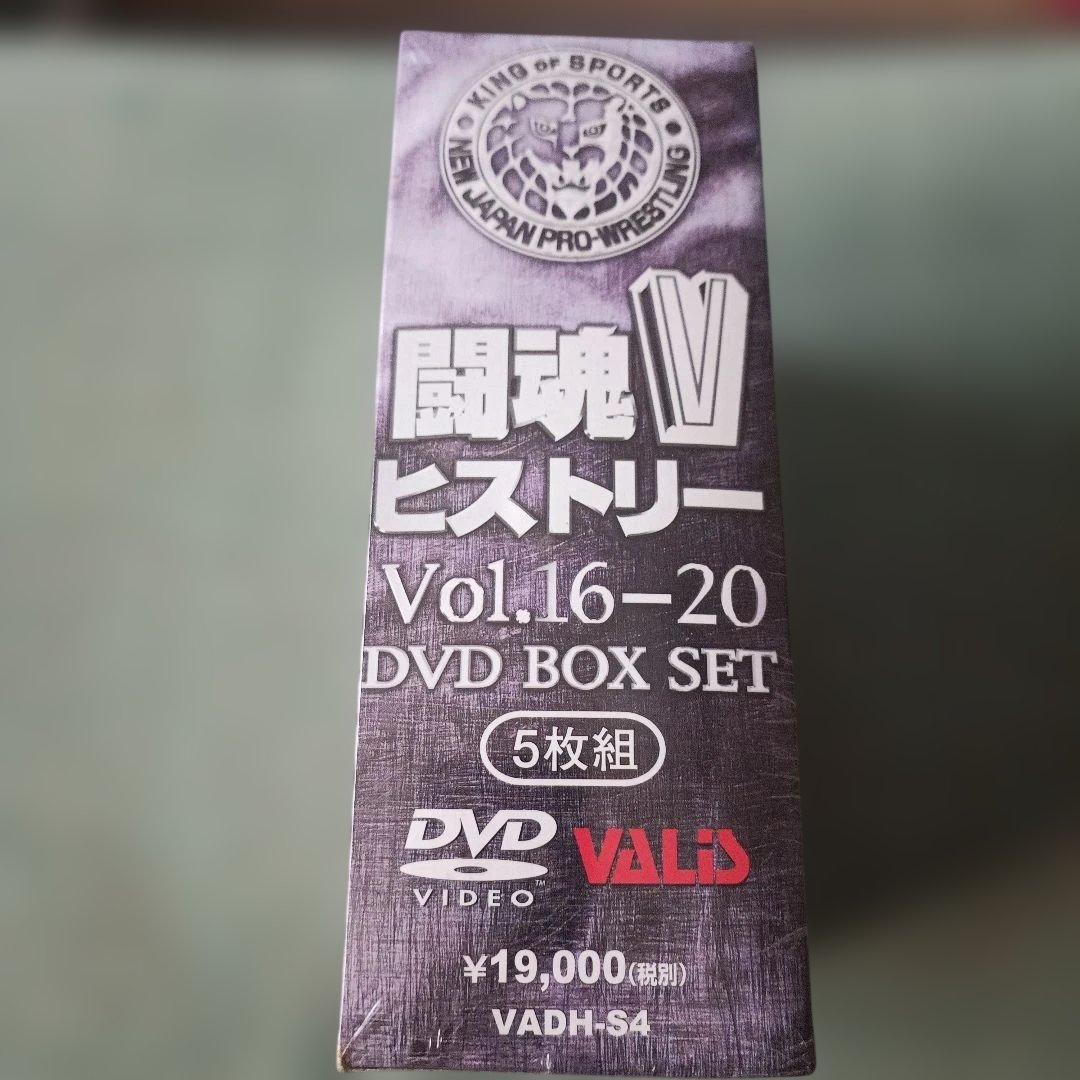 KING OF SPORTS
NEW JAPAN PRO-WRESTLING
闘魂V
ヒストリー
Vol.16-20
DVD BOX SET
5枚組
DVD
VIDEO™
VALiS
¥19,000(税別)
VADH-S4